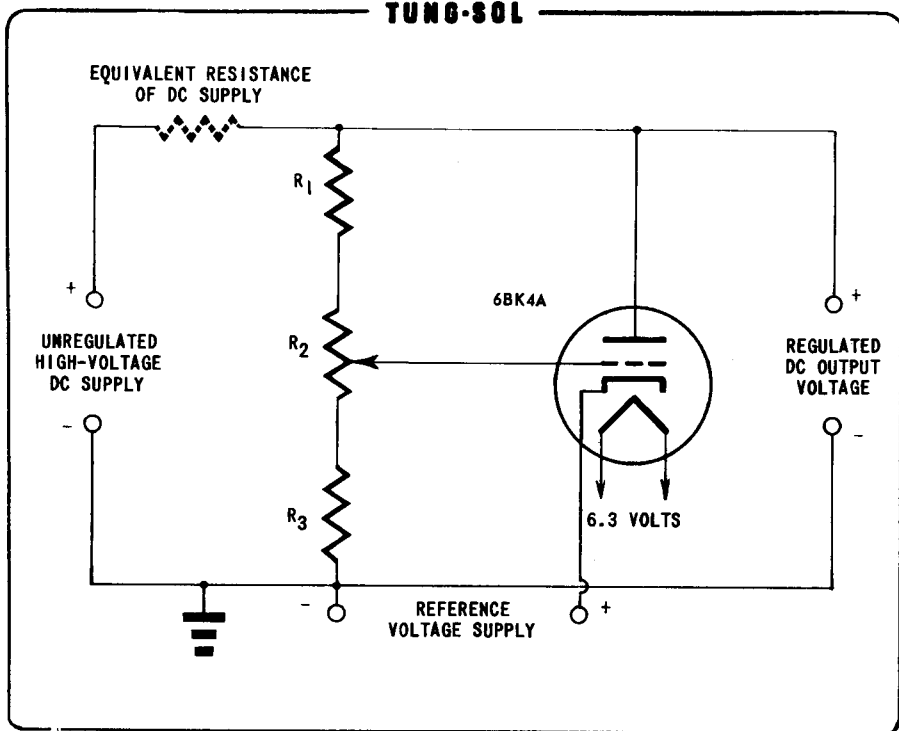 TUNG-SOL
EQUIVALENT RESISTANCE
OF DC SUPPLY
R1
6BK4A
+
+
UNREGULATED
HIGH-VOLTAGE
DC SUPPLY
R2
REGULATED
DC OUTPUT
VOLTAGE
-
-
R3
6.3 VOLTS
-
REFERENCE
VOLTAGE SUPPLY
+